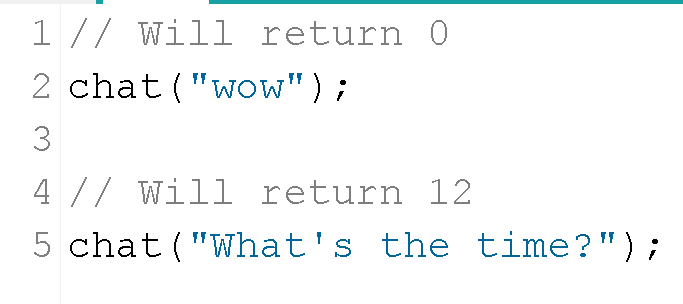 1 // Will return 0
2 chat("wow");
3
4 // Will return 12
5 chat("What's the time?");